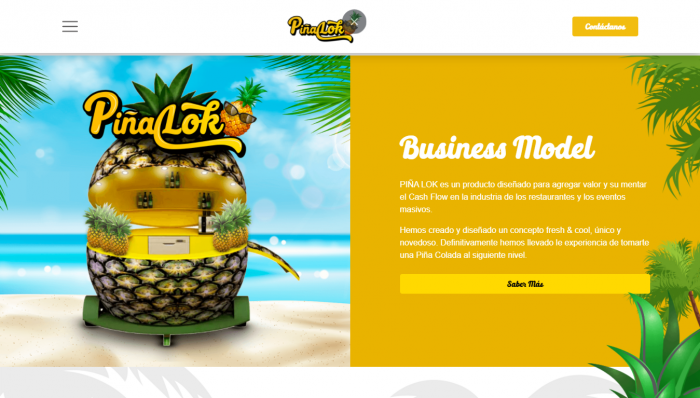 PiñaLok
Contáctanos
PiñaLok
Business Model
PIÑA LOK es un producto diseñado para agregar valor y su mentar
el Cash Flow en la industria de los restaurantes y los eventos
masivos.
Hemos creado y diseñado un concepto fresh & cool, único y
novedoso. Definitivamente hemos llevado le experiencia de tomarte
una Piña Colada al siguiente nivel.
Saber Más